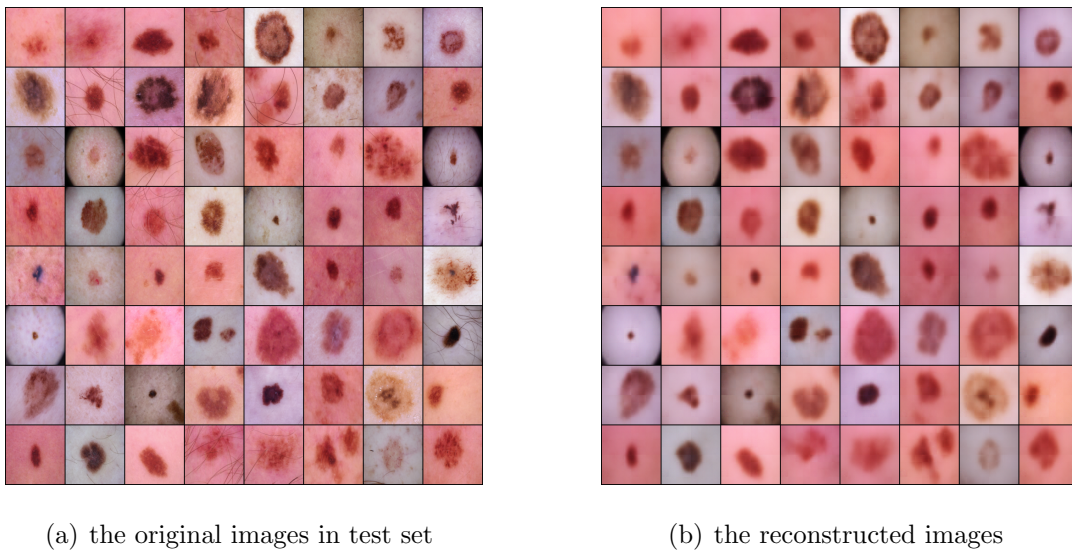 (a) the original images in test set
(b) the reconstructed images